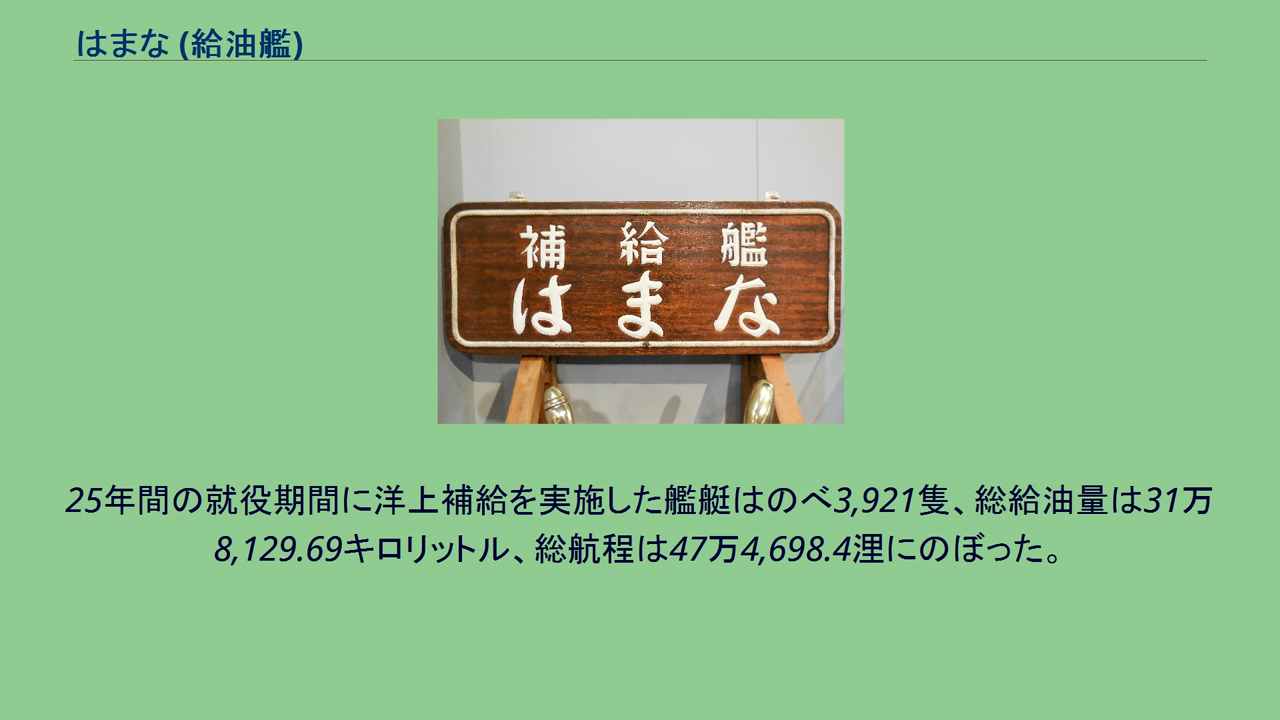 はまな (給油艦)
補給艦
はまな
25年間の就役期間に洋上補給を実施した艦艇はのべ3,921隻、総給油量は31万
8,129.69キロリットル、総航程は47万4,698.4浬にのぼった。